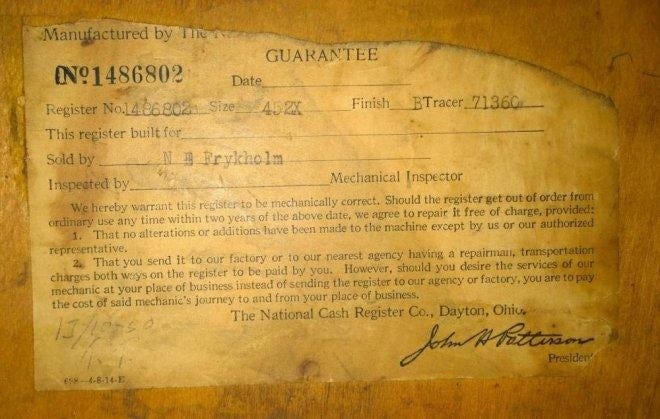 Manufactured by The N
GUARANTEE
No 1486802
Date
Register No. 1486802 Size 452X Finish B Tracer 71360
This register built for
Sold by N H Frykholm
Inspected by Mechanical Inspector
We hereby warrant this register to be mechanically correct. Should the register get out of order from
ordinary use any time within two years of the above date, we agree to repair it free of charge, provided:
1. That no alterations or additions have been made to the machine except by us or our authorized
representative.
2. That you send it to our factory or to our nearest agency having a repairman, transportation
charges both ways on the register to be paid by you. However, should you desire the services of our
mechanic at your place of business instead of sending the register to our agency or factory, you are to pay
the cost of said mechanic's journey to and from your place of business.
The National Cash Register Co., Dayton, Ohio.
John H Patterson
President
698-4-8-14-E